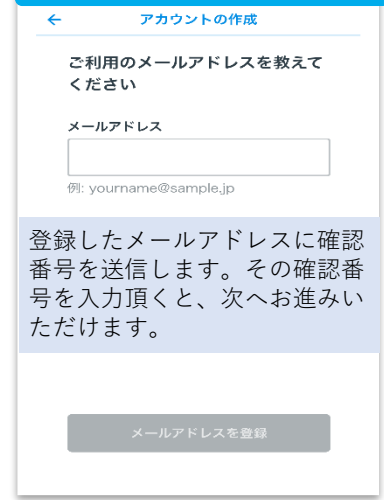 アカウントの作成
ご利用のメールアドレスを教えて
ください
メールアドレス
例: yourname@sample.jp
登録したメールアドレスに確認
番号を送信します。その確認番
号を入力頂くと、次へお進みい
ただけます。
メールアドレスを登録